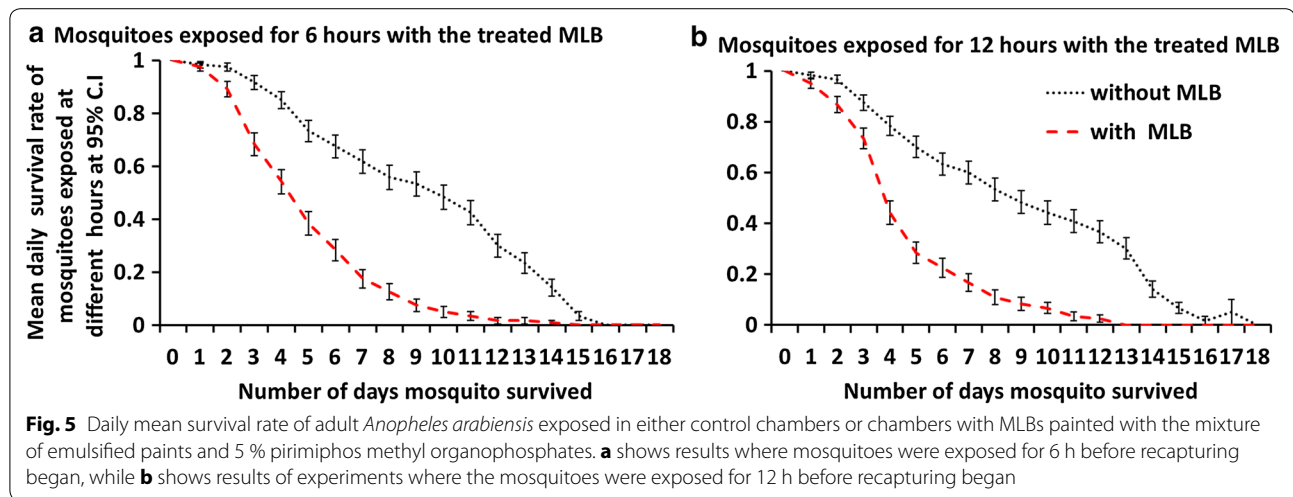 a Mosquitoes exposed for 6 hours with the treated MLB
Mean daily survival rate of
mosquitoes exposed at
different hours at 95% C.I
1
0.8
0.6
0.4
0.2
0
0 1 2 3 4 5 6 7 8 9 10 11 12 13 14 15 16 17 18
Number of days mosquito survived
b Mosquitoes exposed for 12 hours with the treated MLB
1
0.8
0.6
0.4
0.2
0
without MLB
with MLB
0 1 2 3 4 5 6 7 8 9 10 11 12 13 14 15 16 17 18
Number of days mosquito survived
Fig. 5 Daily mean survival rate of adult Anopheles arabiensis exposed in either control chambers or chambers with MLBs painted with the mixture
of emulsified paints and 5 % pirimiphos methyl organophosphates. a shows results where mosquitoes were exposed for 6 h before recapturing
began, while b shows results of experiments where the mosquitoes were exposed for 12 h before recapturing began